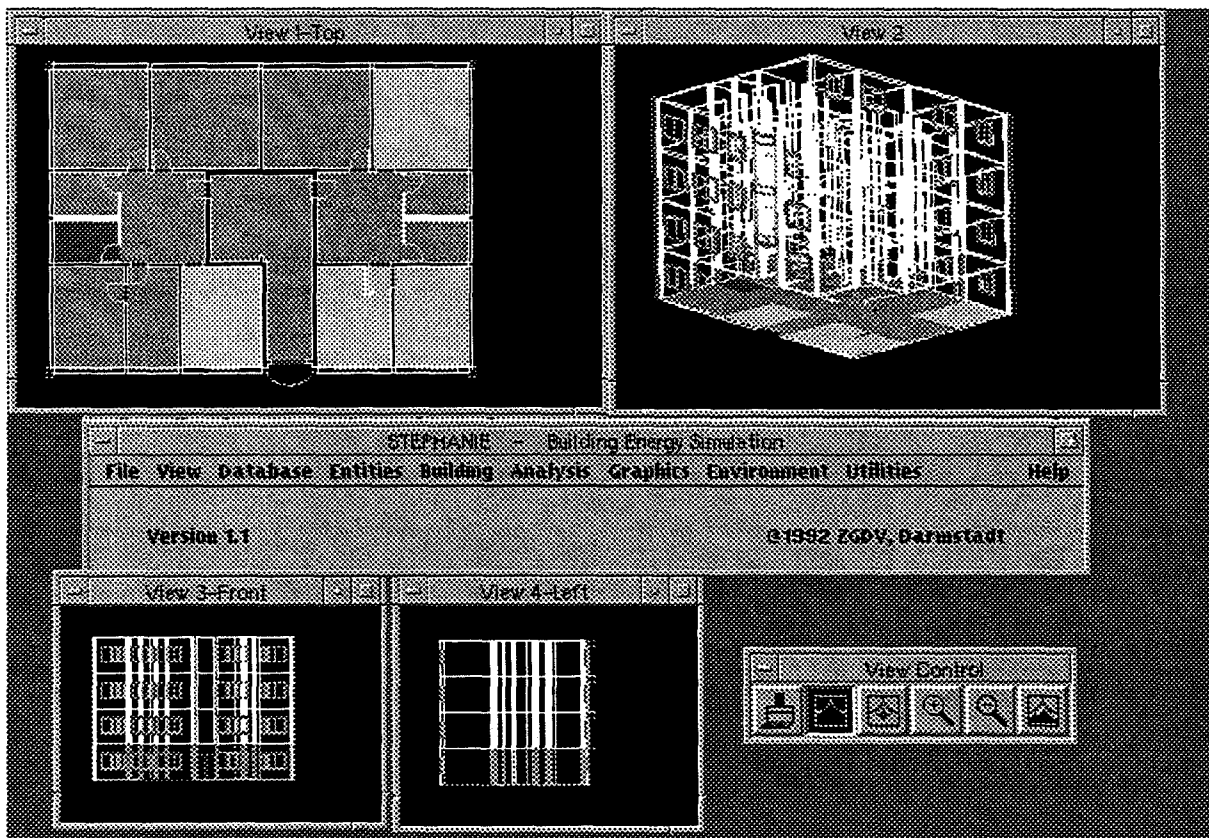 View 1-Top
View 2
STEPHANIE - Building Energy Simulation
File View Database Entities Building Analysis Graphics Environment Utilities Help
Version 1.1
©1992 ZGDV, Darmstadt
View 3-Front
View 4-Left
View Control